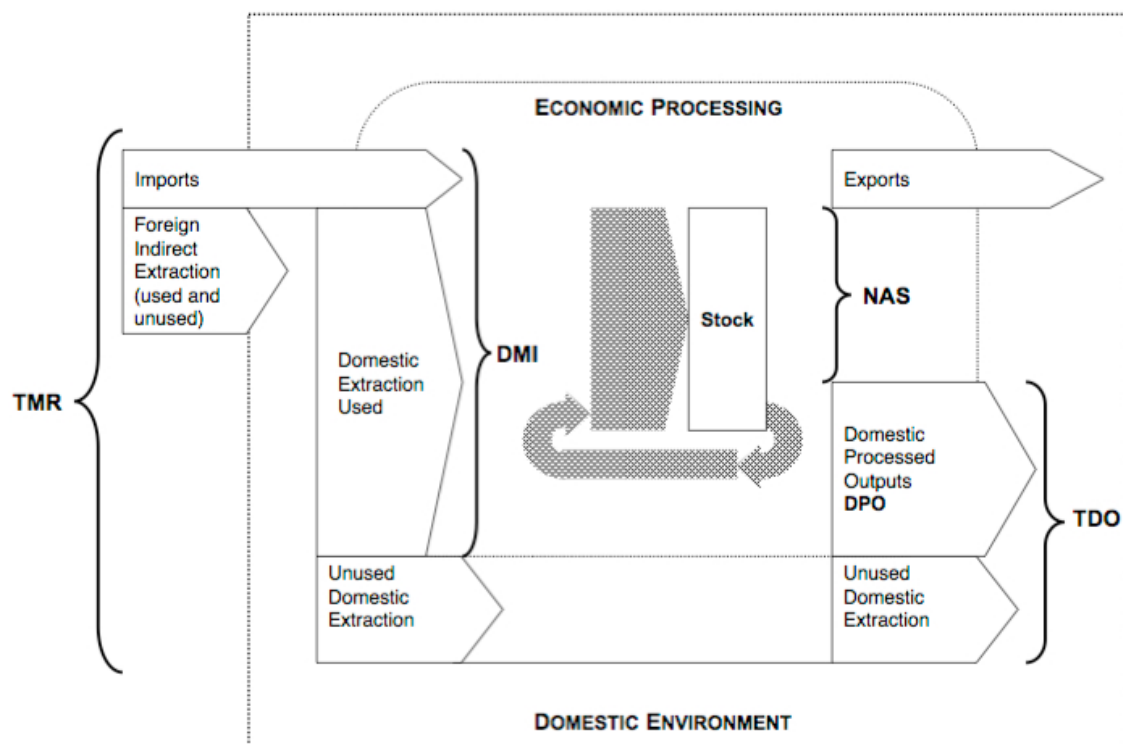 ECONOMIC PROCESSING
Imports
Exports
Foreign
Indirect
Extraction
(used and
unused)
NAS
Stock
DMI
Domestic
Extraction
Used
TMR
Domestic
Processed
Outputs
DPO
TDO
Unused
Domestic
Extraction
Unused
Domestic
Extraction
DOMESTIC ENVIRONMENT